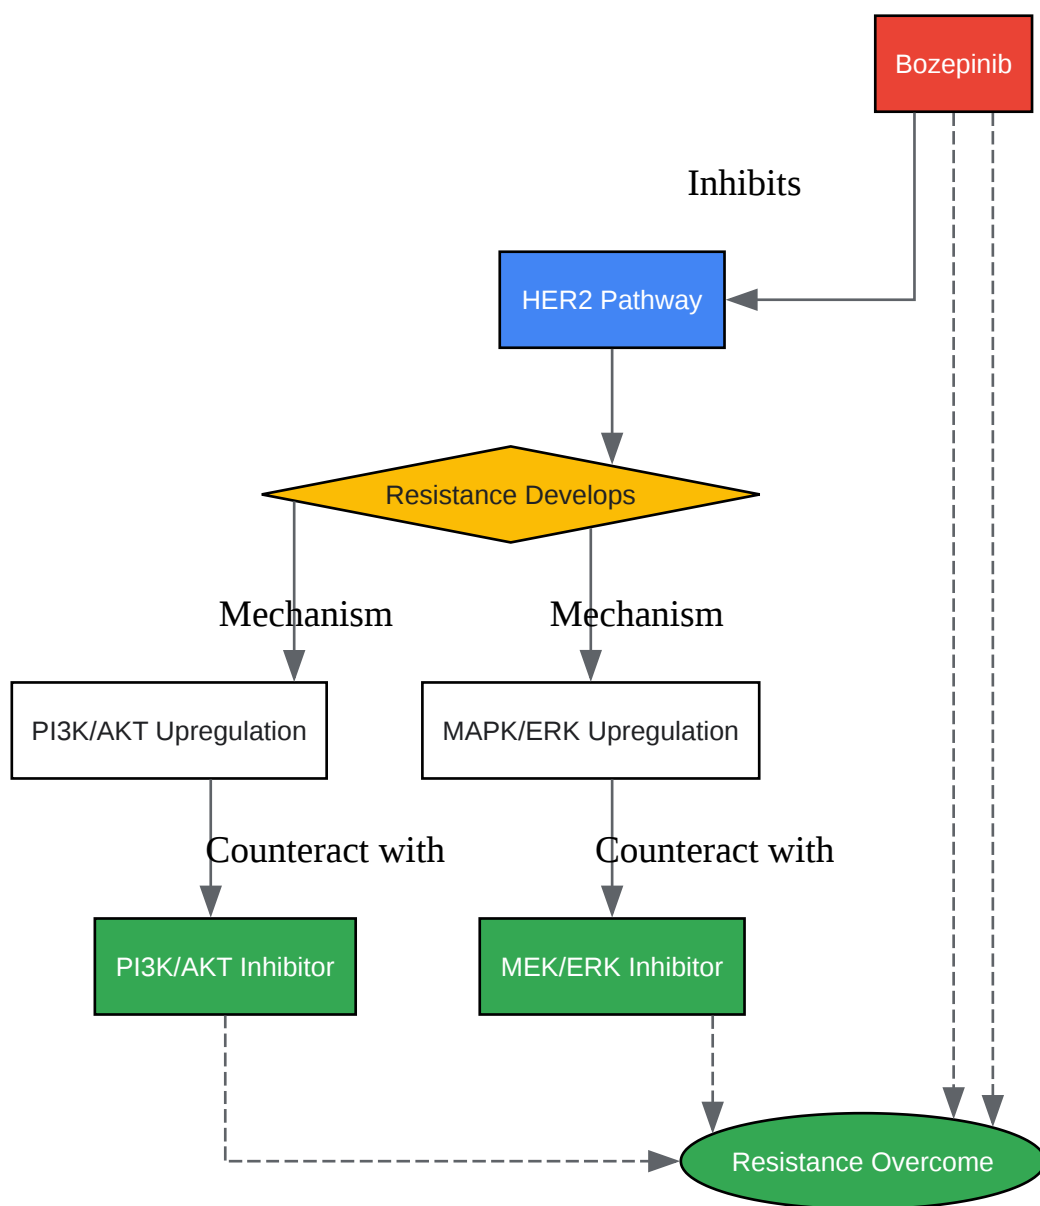 Bozepinib
Inhibits
HER2 Pathway
Resistance Develops
Mechanism
Mechanism
PI3K/AKT Upregulation
MAPK/ERK Upregulation
Counteract with
Counteract with
PI3K/AKT Inhibitor
MEK/ERK Inhibitor
Resistance Overcome